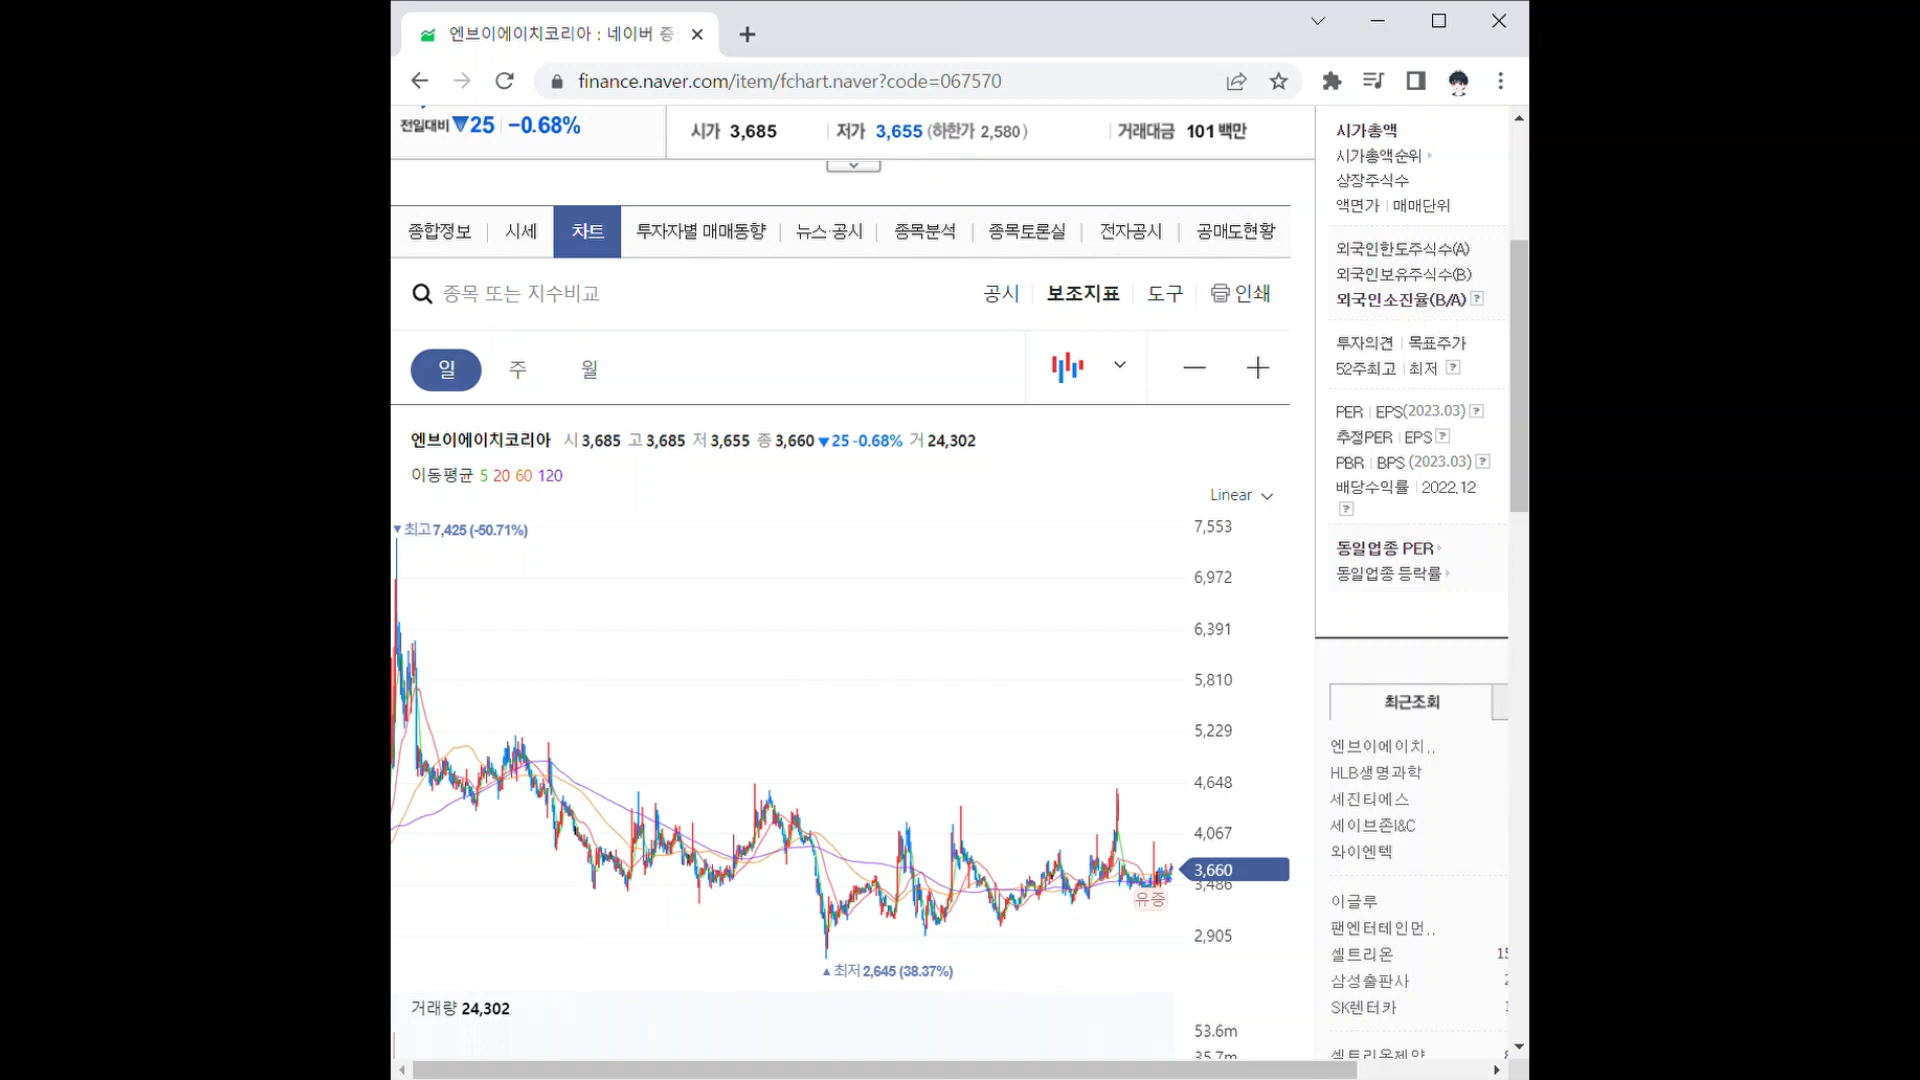 엔브이에이치코리아 : 네이버 증
finance.naver.com/item/fchart.naver?code=067570
전일대비 ▼25 −0.68%
시가 3,685 저가 3,655 (하한가 2,580) 거래대금 101 백만
종합정보 시세 차트 투자자별 매매동향 뉴스·공시 종목분석 종목토론실 전자공시 공매도현황
종목 또는 지수비교 공시 보조지표 도구 인쇄
일 주 월
엔브이에이치코리아 시 3,685 고 3,685 저 3,655 종 3,660 ▼25 -0.68% 거 24,302
이동평균 5 20 60 120
Linear
▼최고 7,425 (-50.71%)
7,553
6,972
6,391
5,810
5,229
4,648
4,067
3,660
3,486
유증
2,905
▲최저 2,645 (38.37%)
거래량 24,302
53.6m
35.7m
시가총액
시가총액순위
상장주식수
액면가 매매단위
외국인한도주식수(A)
외국인보유주식수(B)
외국인소진율(B/A) ?
투자의견 목표주가
52주최고 최저 ?
PER EPS(2023.03) ?
추정PER EPS ?
PBR BPS (2023.03) ?
배당수익률 2022.12
?
동일업종 PER
동일업종 등락률
최근조회
엔브이에이치..
HLB생명과학
세진티에스
세이브존I&C
와이엔텍
이글루
팬엔터테인먼..
셀트리온 15
삼성출판사 2
SK렌터카 1
셀트리온제약 8